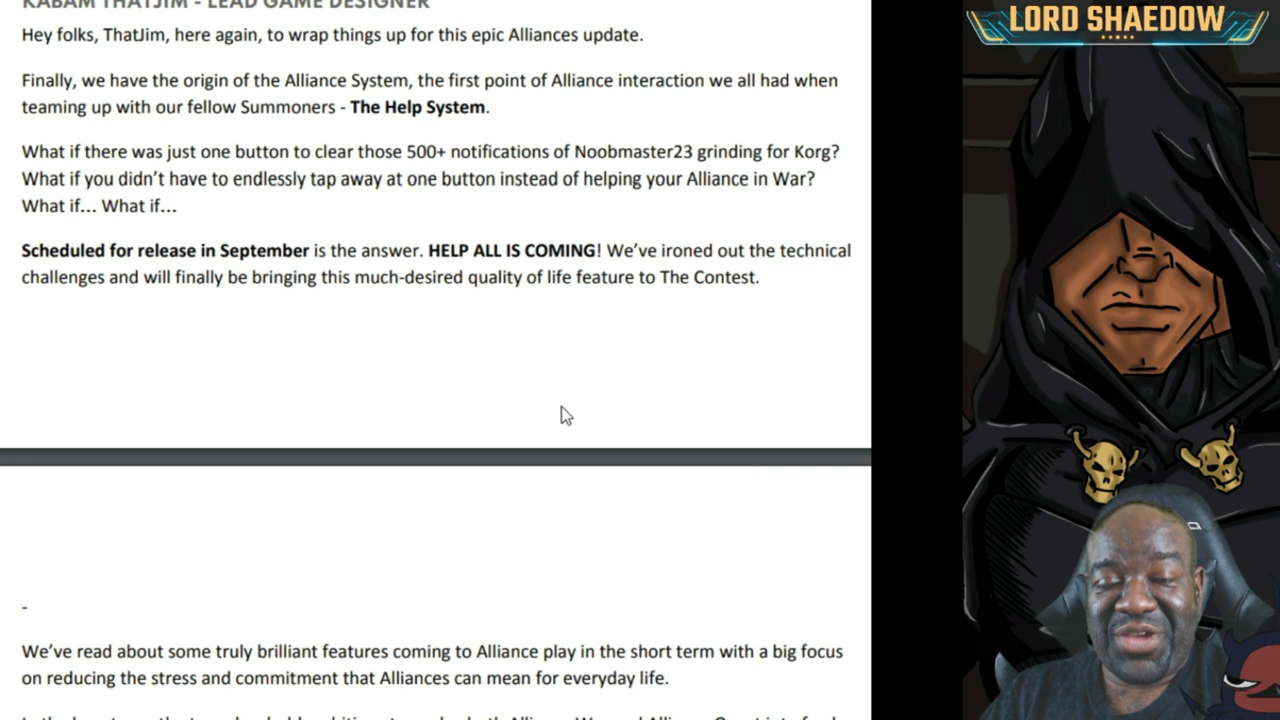 KABAM THATJIM - LEAD GAME DESIGNER
LORD SHAEDOW
Hey folks, ThatJim, here again, to wrap things up for this epic Alliances update.
Finally, we have the origin of the Alliance System, the first point of Alliance interaction we all had when
teaming up with our fellow Summoners - The Help System.
What if there was just one button to clear those 500+ notifications of Noobmaster23 grinding for Korg?
What if you didn’t have to endlessly tap away at one button instead of helping your Alliance in War?
What if... What if...
Scheduled for release in September is the answer. HELP ALL IS COMING! We’ve ironed out the technical
challenges and will finally be bringing this much-desired quality of life feature to The Contest.
-
We’ve read about some truly brilliant features coming to Alliance play in the short term with a big focus
on reducing the stress and commitment that Alliances can mean for everyday life.